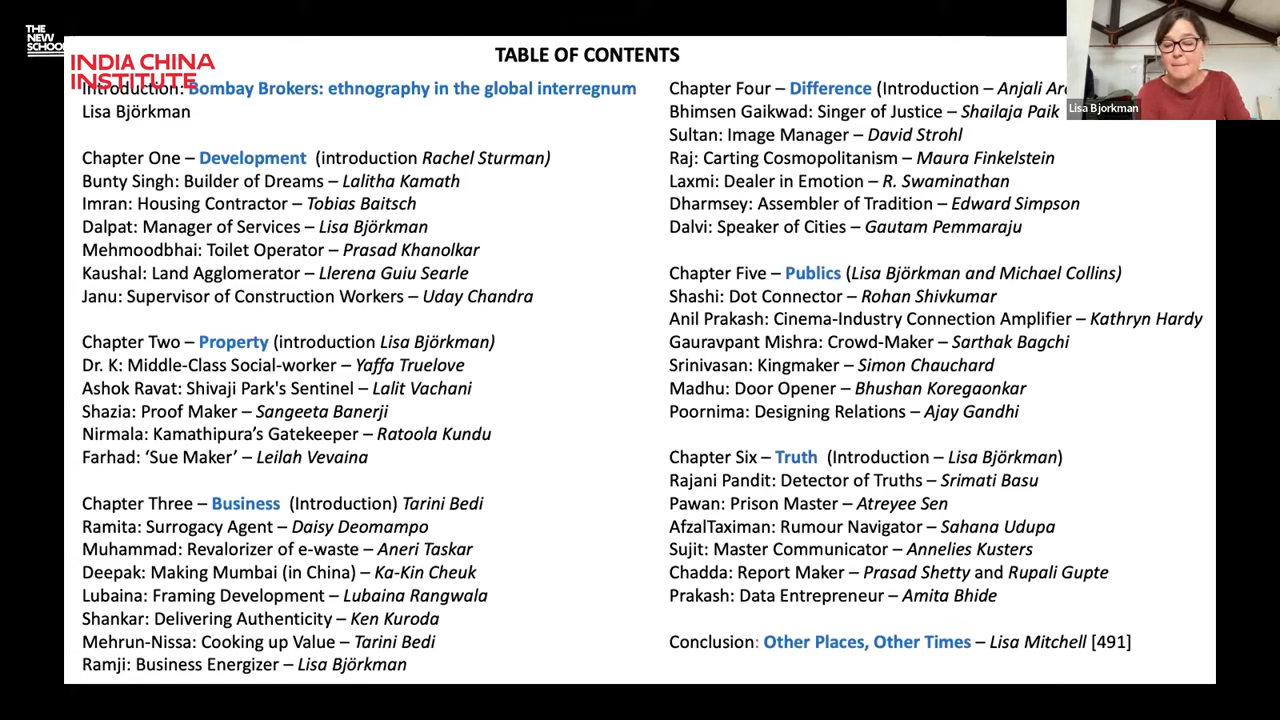 THE
NEW
SCHOOL
INDIA CHINA
INSTITUTE
TABLE OF CONTENTS
Introduction: Bombay Brokers: ethnography in the global interregnum
Lisa Björkman
Chapter One – Development (introduction Rachel Sturman)
Bunty Singh: Builder of Dreams – Lalitha Kamath
Imran: Housing Contractor – Tobias Baitsch
Dalpat: Manager of Services – Lisa Björkman
Mehmoodbhai: Toilet Operator – Prasad Khanolkar
Kaushal: Land Agglomerator – Llerena Guiu Searle
Janu: Supervisor of Construction Workers – Uday Chandra
Chapter Two – Property (introduction Lisa Björkman)
Dr. K: Middle-Class Social-worker – Yaffa Truelove
Ashok Ravat: Shivaji Park's Sentinel – Lalit Vachani
Shazia: Proof Maker – Sangeeta Banerji
Nirmala: Kamathipura’s Gatekeeper – Ratoola Kundu
Farhad: ‘Sue Maker’ – Leilah Vevaina
Chapter Three – Business (Introduction) Tarini Bedi
Ramita: Surrogacy Agent – Daisy Deomampo
Muhammad: Revalorizer of e-waste – Aneri Taskar
Deepak: Making Mumbai (in China) – Ka-Kin Cheuk
Lubaina: Framing Development – Lubaina Rangwala
Shankar: Delivering Authenticity – Ken Kuroda
Mehrun-Nissa: Cooking up Value – Tarini Bedi
Ramji: Business Energizer – Lisa Björkman
Chapter Four – Difference (Introduction – Anjali
Bhimsen Gaikwad: Singer of Justice – Shailaja Paik
Sultan: Image Manager – David Strohl
Raj: Carting Cosmopolitanism – Maura Finkelstein
Laxmi: Dealer in Emotion – R. Swaminathan
Dharmsey: Assembler of Tradition – Edward Simpson
Dalvi: Speaker of Cities – Gautam Pemmaraju
Chapter Five – Publics (Lisa Björkman and Michael Collins)
Shashi: Dot Connector – Rohan Shivkumar
Anil Prakash: Cinema-Industry Connection Amplifier – Kathryn Hardy
Gauravpant Mishra: Crowd-Maker – Sarthak Bagchi
Srinivasan: Kingmaker – Simon Chauchard
Madhu: Door Opener – Bhushan Koregaonkar
Poornima: Designing Relations – Ajay Gandhi
Chapter Six – Truth (Introduction – Lisa Björkman)
Rajani Pandit: Detector of Truths – Srimati Basu
Pawan: Prison Master – Atreyee Sen
AfzalTaximan: Rumour Navigator – Sahana Udupa
Sujit: Master Communicator – Annelies Kusters
Chadda: Report Maker – Prasad Shetty and Rupali Gupte
Prakash: Data Entrepreneur – Amita Bhide
Conclusion: Other Places, Other Times – Lisa Mitchell [491]
Lisa Bjorkman